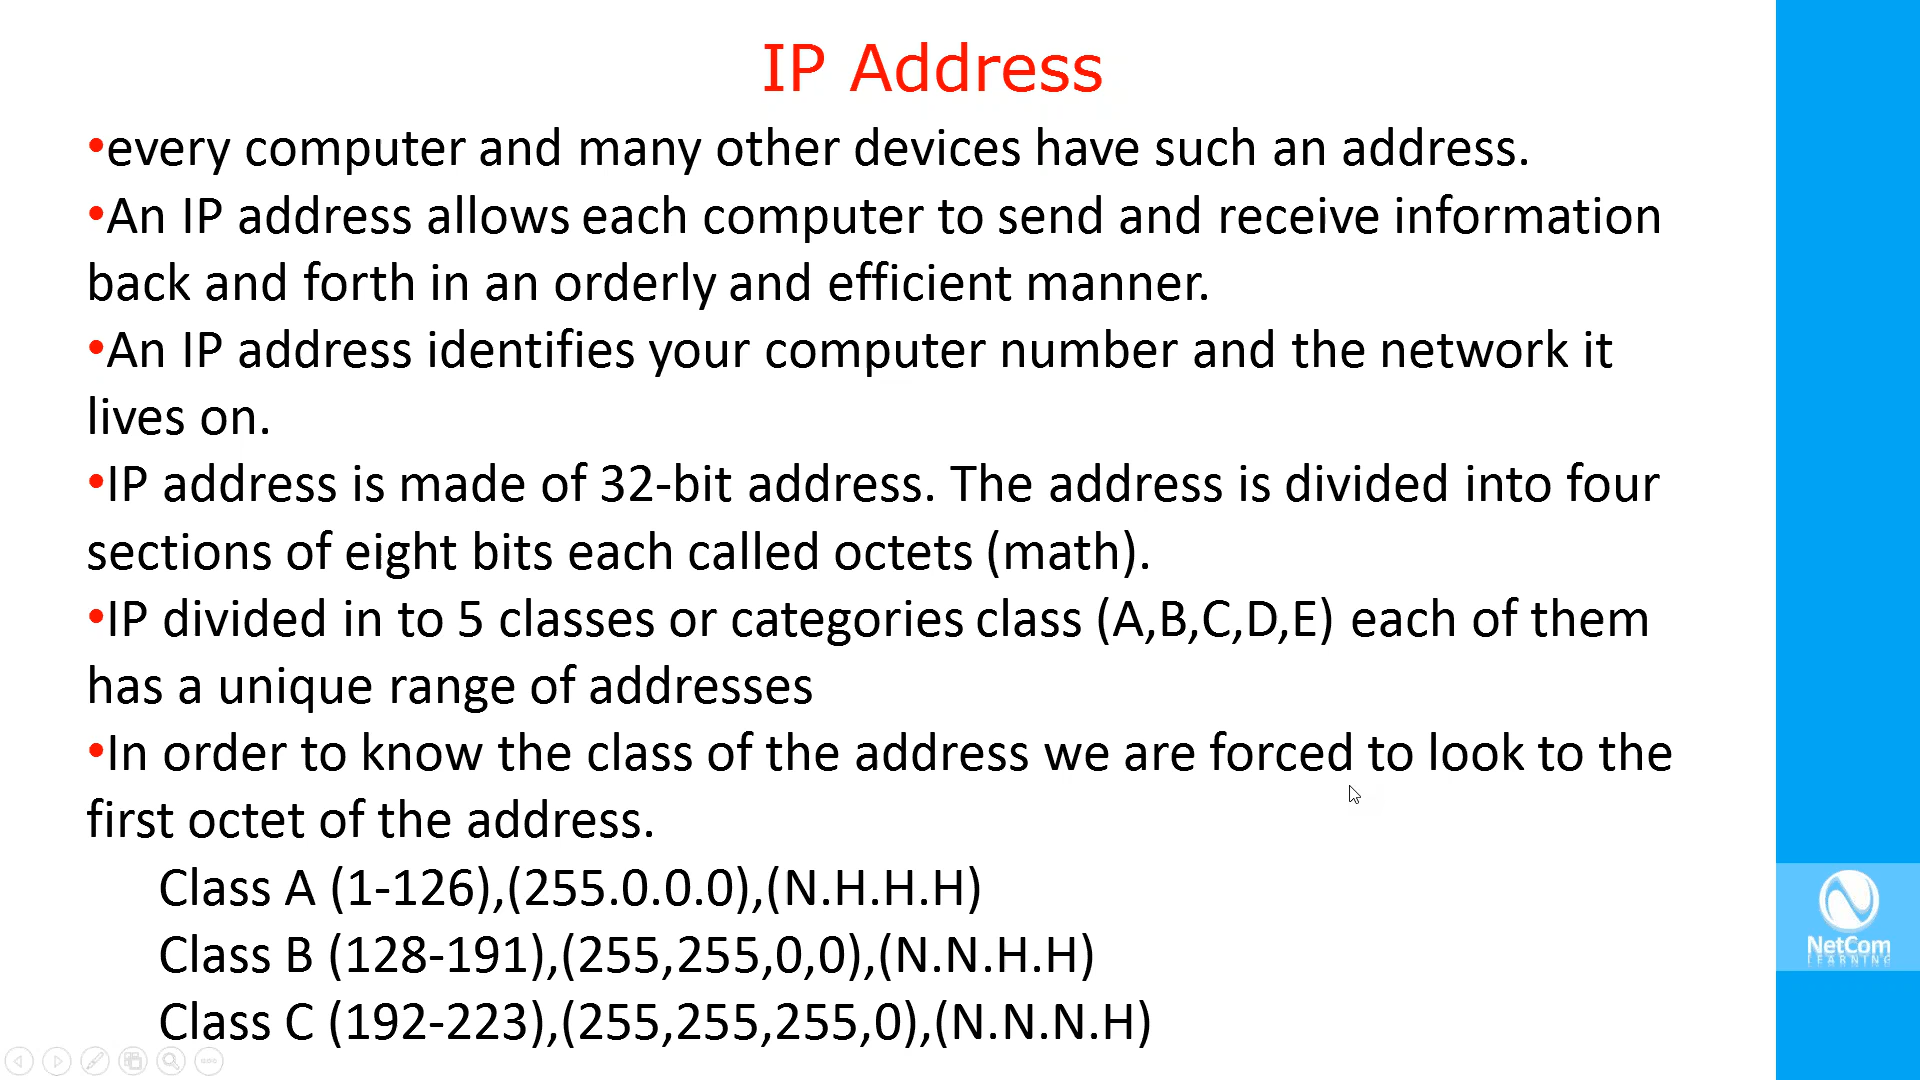 IP Address
•every computer and many other devices have such an address.
•An IP address allows each computer to send and receive information
back and forth in an orderly and efficient manner.
•An IP address identifies your computer number and the network it
lives on.
•IP address is made of 32-bit address. The address is divided into four
sections of eight bits each called octets (math).
•IP divided in to 5 classes or categories class (A,B,C,D,E) each of them
has a unique range of addresses
•In order to know the class of the address we are forced to look to the
first octet of the address.
Class A (1-126),(255.0.0.0),(N.H.H.H)
Class B (128-191),(255,255,0,0),(N.N.H.H)
Class C (192-223),(255,255,255,0),(N.N.N.H)
NetCom
LEARNING